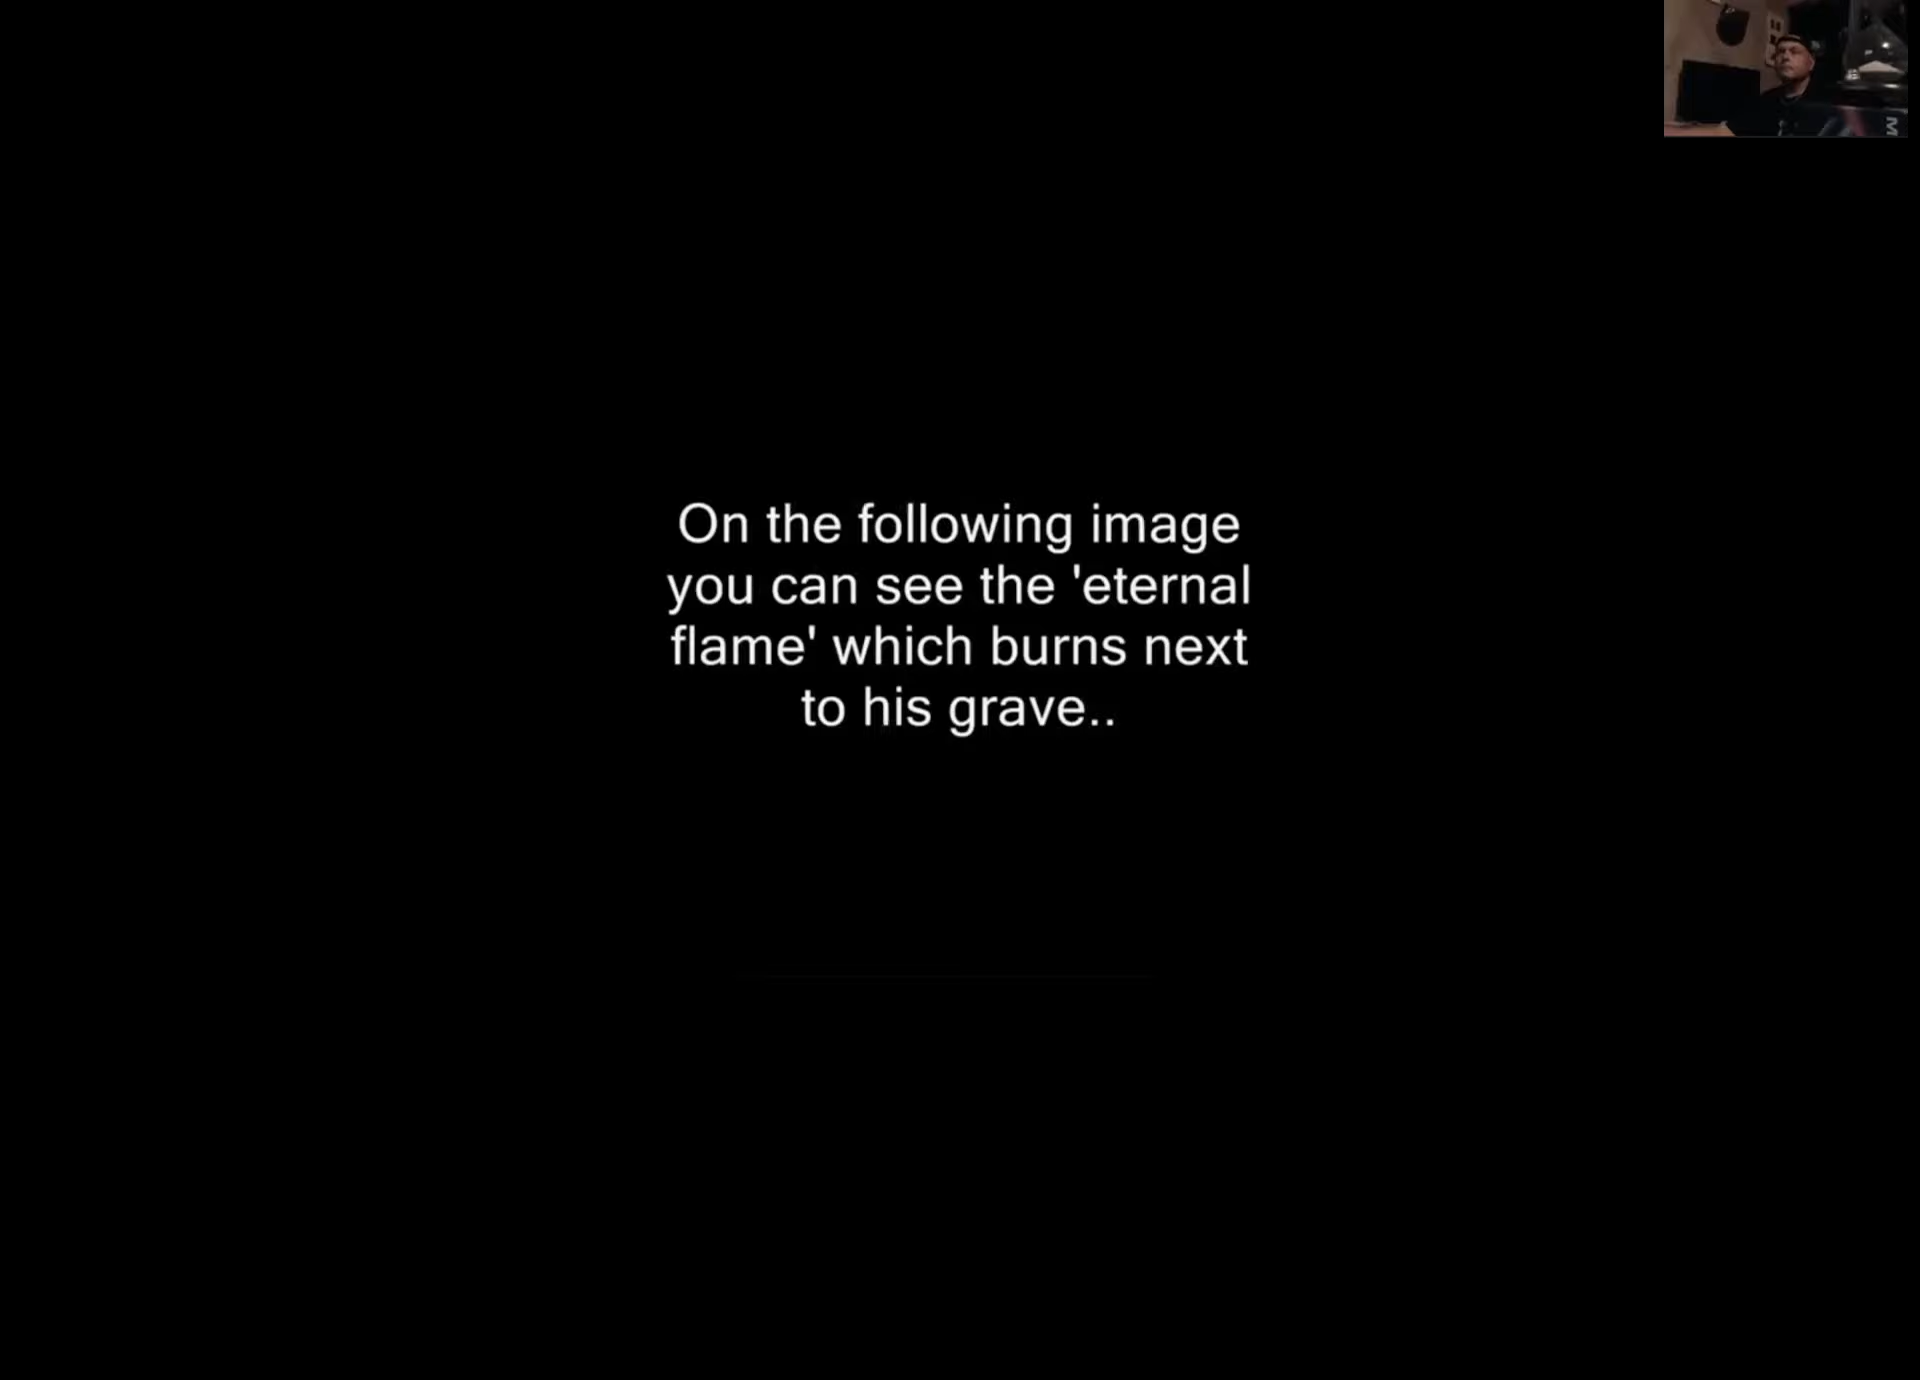 On the following image
you can see the 'eternal
flame' which burns next
to his grave..